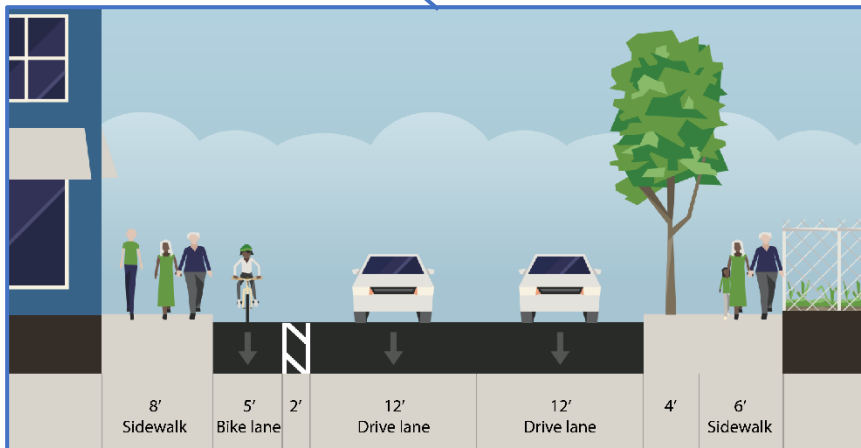 8'
Sidewalk
5'
Bike lane
2'
12'
Drive lane
12'
Drive lane
4'
6'
Sidewalk